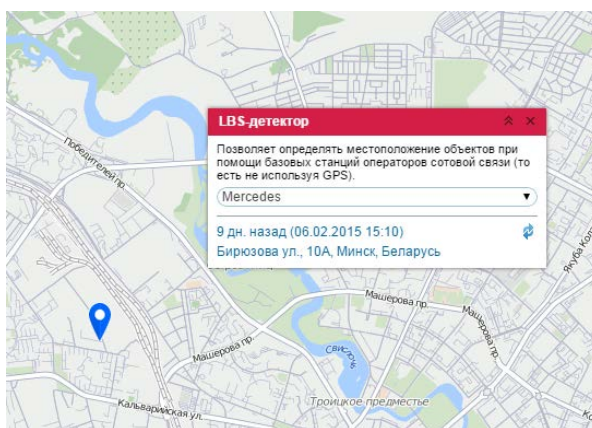 LBS-детектор
Позволяет определять местоположение объектов при
помощи базовых станций операторов сотовой связи (то
есть не используя GPS).
Mercedes
9 дн. назад (06.02.2015 15:10)
Бирюзова ул., 10А, Минск, Беларусь
Победителей пр.
Якуба Кол
Машерова пр.
Машерова
Машерова пр.
Свислочь
Троицкое предместье
Кальварийская ул.